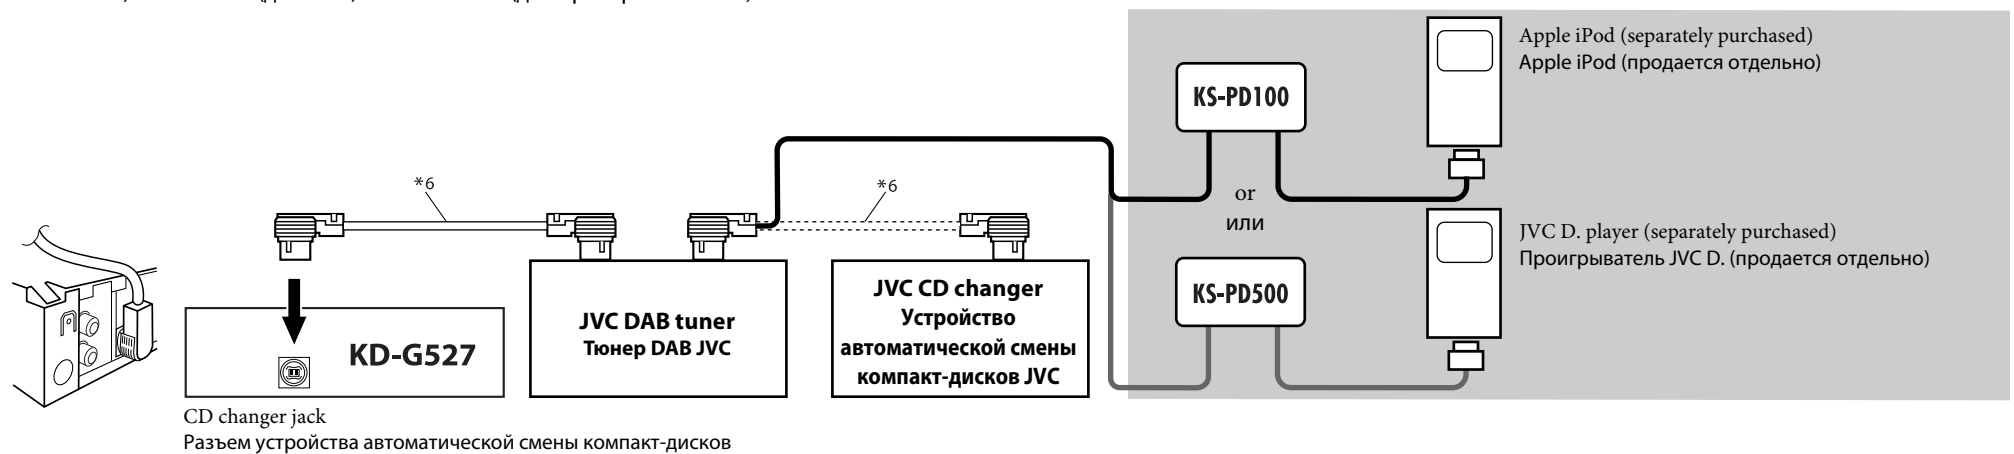 Apple iPod (separately purchased)
Apple iPod (продается отдельно)
KS-PD100
*6
*6
or
или
JVC D. player (separately purchased)
Проигрыватель JVC D. (продается отдельно)
KS-PD500
JVC CD changer
Устройство
автоматической смены
компакт-дисков JVC
JVC DAB tuner
Тюнер DAB JVC
KD-G527
CD changer jack
Разъем устройства автоматической смены компакт-дисков